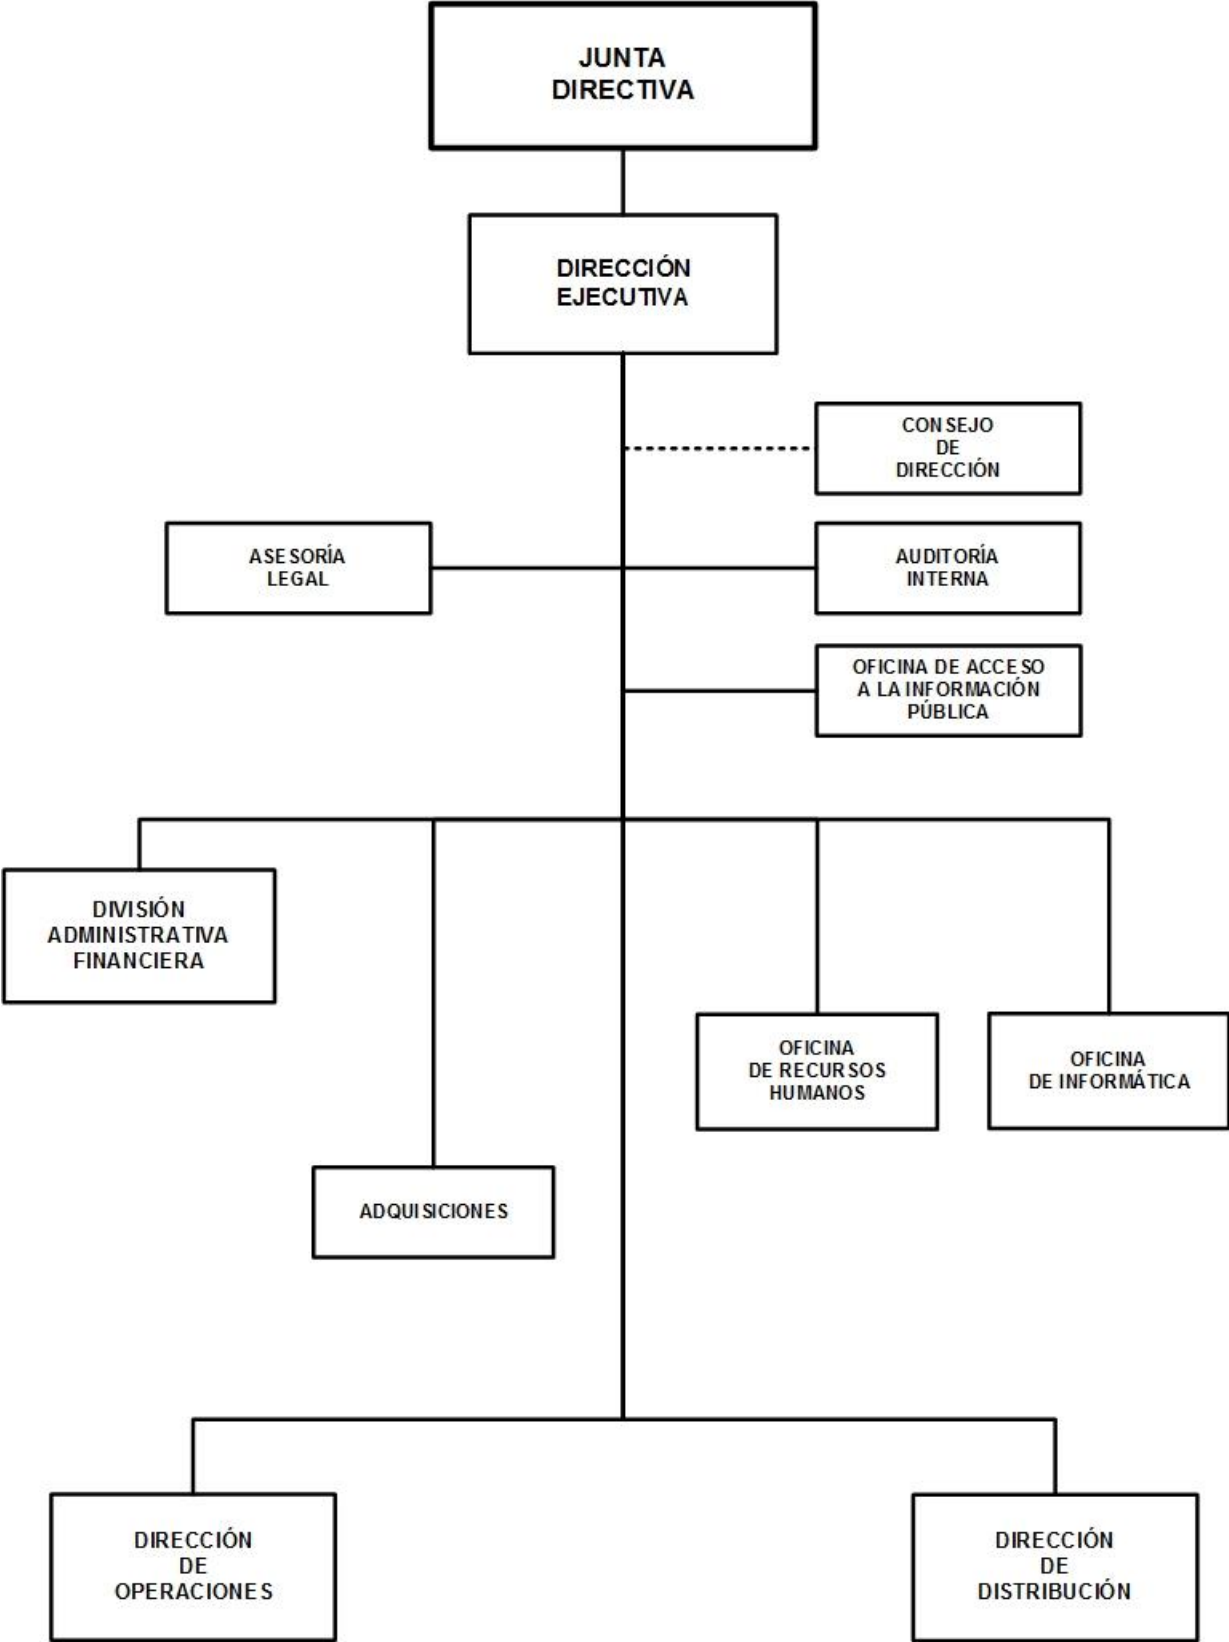 JUNTA
DIRECTIVA
DIRECCIÓN
EJECUTIVA
CONSEJO
DE
DIRECCIÓN
ASESORÍA
LEGAL
AUDITORÍA
INTERNA
OFICINA DE ACCESO
A LA INFORMACIÓN
PÚBLICA
DIVISIÓN
ADMINISTRATIVA
FINANCIERA
OFICINA
DE RECURSOS
HUMANOS
OFICINA
DE INFORMÁTICA
ADQUISICIONES
DIRECCIÓN
DE
OPERACIONES
DIRECCIÓN
DE
DISTRIBUCIÓN